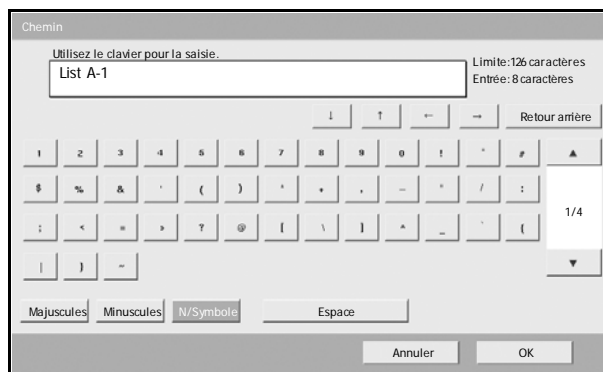 Chemin
Utilisez le clavier pour la saisie.
Limite:126 caractères
List A-1
Entrée: 8 caractères
↓ ↑ ← → Retour arrière
1 2 3 4 5 6 7 8 9 0 ! " # ▲
$ % & ' ( ) * + , – / :
1/4
; < = > ? @ [ \ ] ^ _ ` {
| } ~ ▼
Majuscules Minuscules N/Symbole Espace
Annuler OK